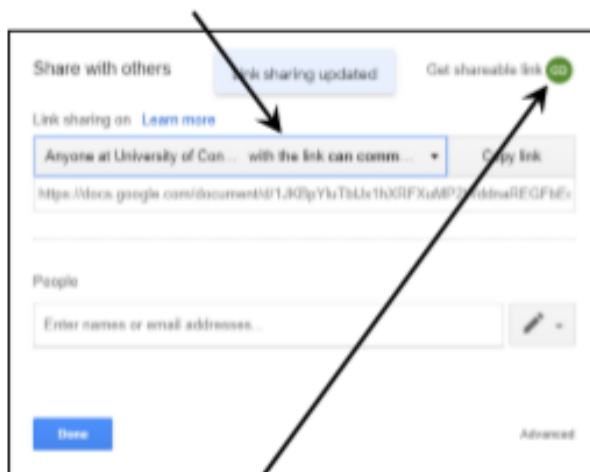 Share with others
Link sharing updated
Get shareable link
Link sharing on Learn more
Anyone at University of Con... with the link can comm...
Copy link
People
Enter names or email addresses...
Done
Advanced